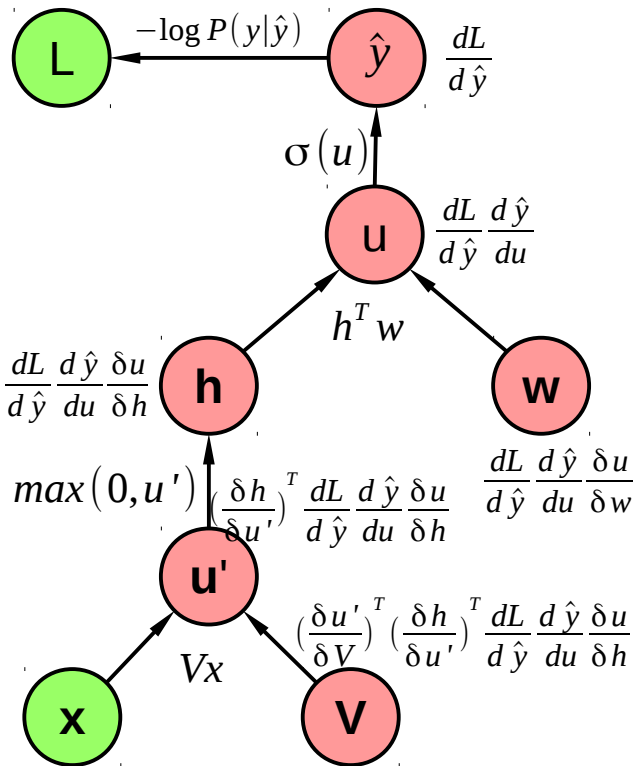 L
−log P(y|ŷ)
ŷ
dL/dŷ
σ(u)
u
dL/dŷ dŷ/du
h^T w
dL/dŷ dŷ/du δu/δh
h
w
dL/dŷ dŷ/du δu/δw
max(0,u')
(δh/δu')^T dL/dŷ dŷ/du δu/δh
u'
(δu'/δV)^T (δh/δu')^T dL/dŷ dŷ/du δu/δh
Vx
x
V